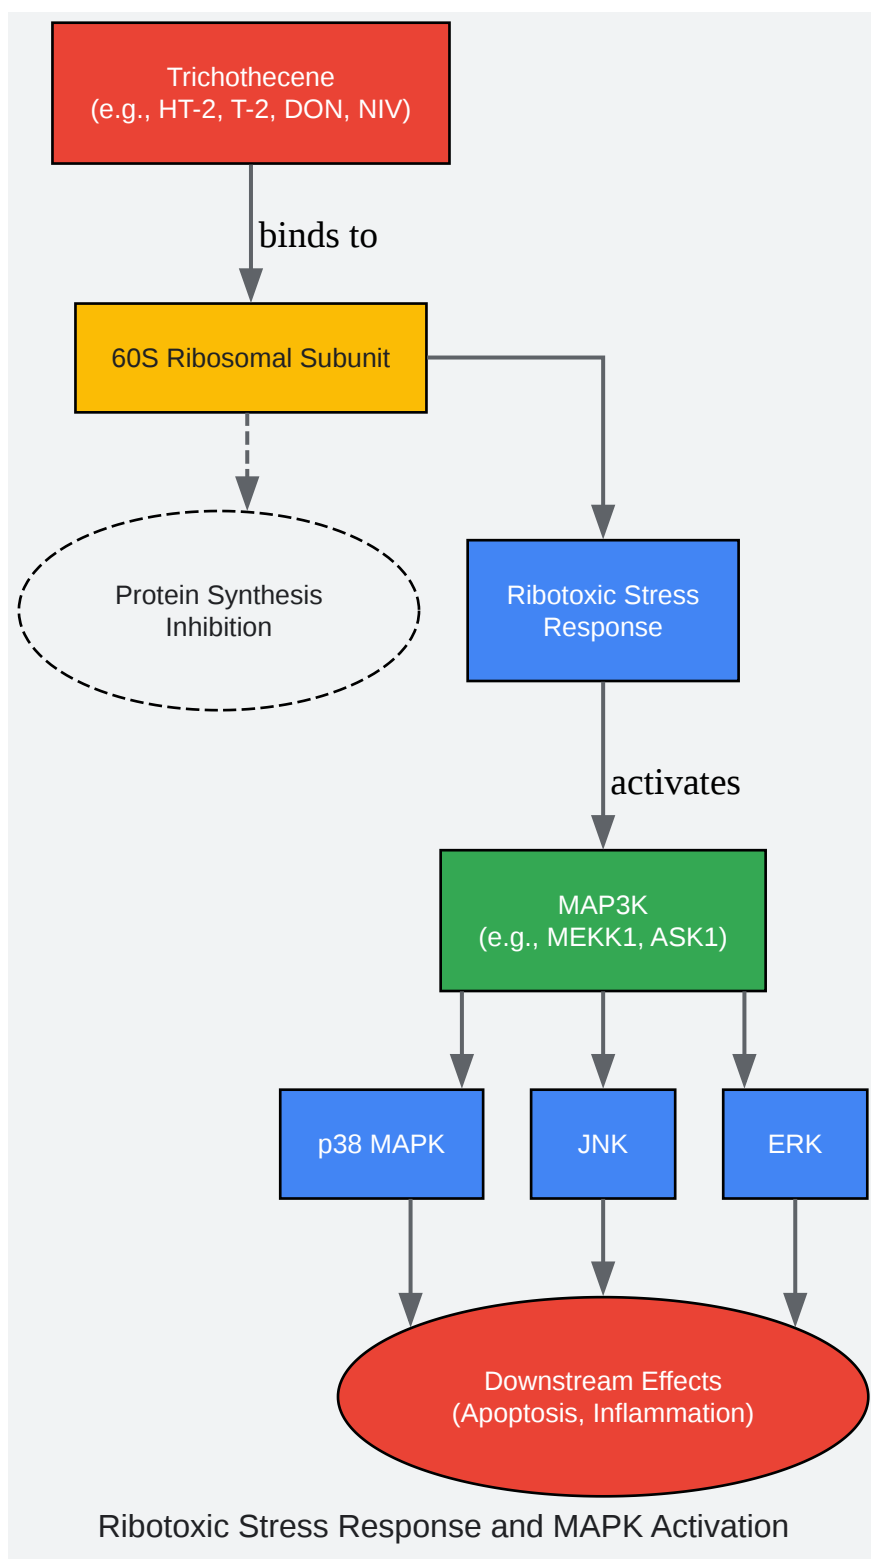 Trichothecene
(e.g., HT-2, T-2, DON, NIV)
binds to
60S Ribosomal Subunit
Protein Synthesis
Inhibition
Ribotoxic Stress
Response
activates
MAP3K
(e.g., MEKK1, ASK1)
p38 MAPK
JNK
ERK
Downstream Effects
(Apoptosis, Inflammation)
Ribotoxic Stress Response and MAPK Activation